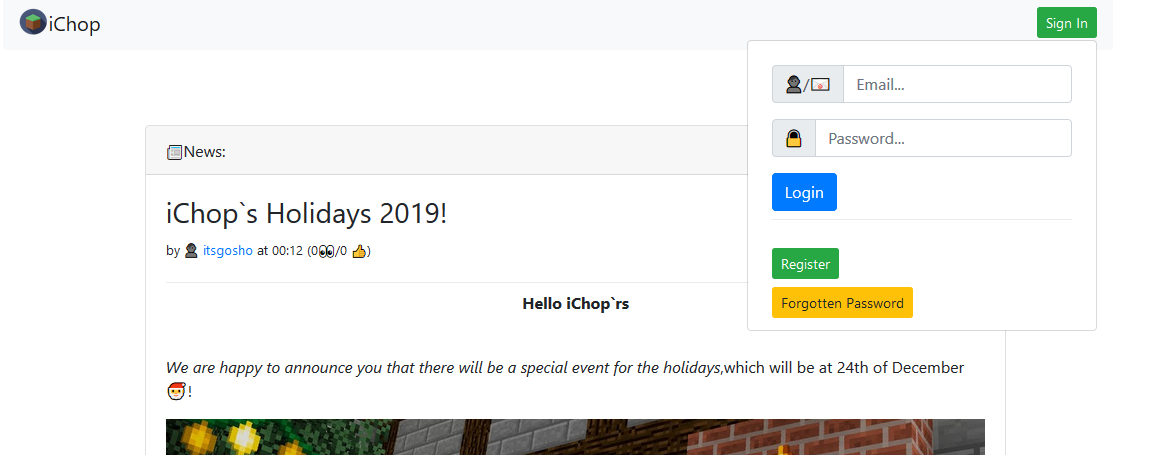 iChop
Sign In
/
Email...
Password...
Login
Register
Forgotten Password
News:
iChop`s Holidays 2019!
by itsgosho at 00:12 (0👀/0 👍)
Hello iChop`rs
We are happy to announce you that there will be a special event for the holidays,which will be at 24th of December
🎅!